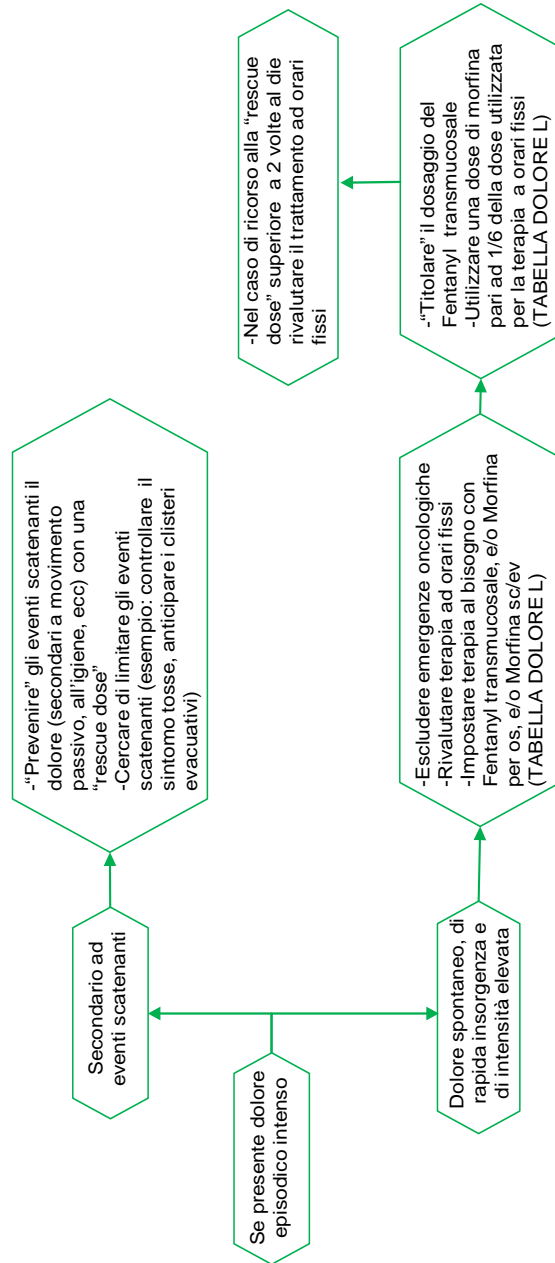 Se presente dolore
episodico intenso
Secondario ad
eventi scatenanti
-“Prevenire” gli eventi scatenanti il
dolore (secondari a movimento
passivo, all’igiene, ecc) con una
“rescue dose”
-Cercare di limitare gli eventi
scatenanti (esempio: controllare il
sintomo tosse, anticipare i clisteri
evacuativi)
Dolore spontaneo, di
rapida insorgenza e
di intensità elevata
-Escludere emergenze oncologiche
-Rivalutare terapia ad orari fissi
-Impostare terapia al bisogno con
Fentanyl transmucosale, e/o Morfina
per os, e/o Morfina sc/ev
(TABELLA DOLORE L)
-“Titolare” il dosaggio del
Fentanyl transmucosale
-Utilizzare una dose di morfina
pari ad 1/6 della dose utilizzata
per la terapia a orari fissi
(TABELLA DOLORE L)
-Nel caso di ricorso alla “rescue
dose” superiore a 2 volte al die
rivalutare il trattamento ad orari
fissi